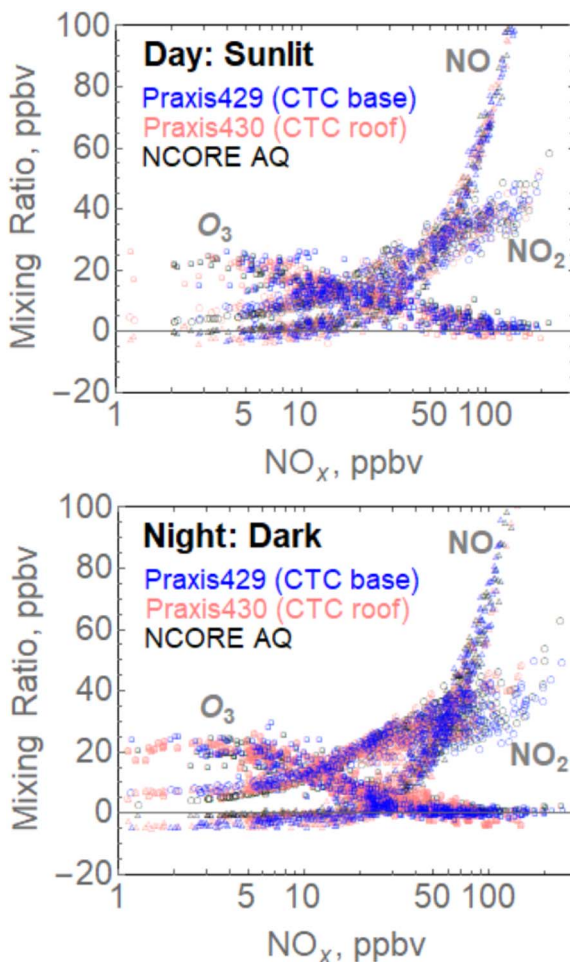 100
80
60
40
20
0
−20
Mixing Ratio, ppbv
Day: Sunlit
Praxis429 (CTC base)
Praxis430 (CTC roof)
NCORE AQ
NO
O3
NO2
1 5 10 50 100
NOx, ppbv
100
80
60
40
20
0
−20
Mixing Ratio, ppbv
Night: Dark
Praxis429 (CTC base)
Praxis430 (CTC roof)
NCORE AQ
NO
O3
NO2
1 5 10 50 100
NOx, ppbv